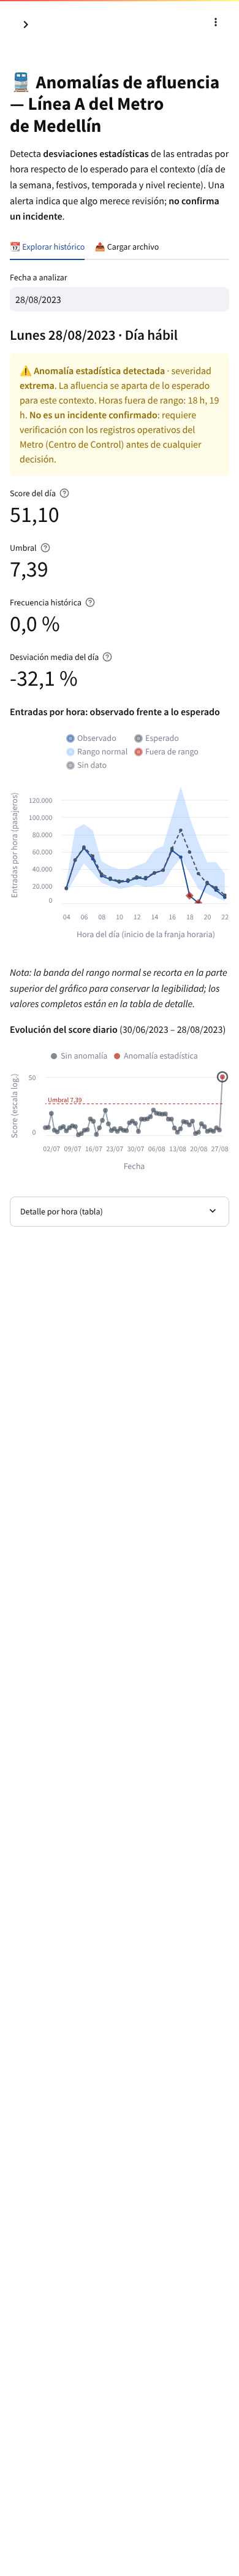 🚆 Anomalías de afluencia
— Línea A del Metro
de Medellín
Detecta desviaciones estadísticas de las entradas por
hora respecto de lo esperado para el contexto (día de
la semana, festivos, temporada y nivel reciente). Una
alerta indica que algo merece revisión; no confirma
un incidente.
📆 Explorar histórico 📤 Cargar archivo
Fecha a analizar
28/08/2023
Lunes 28/08/2023 · Día hábil
⚠️ Anomalía estadística detectada · severidad
extrema. La afluencia se aparta de lo esperado
para este contexto. Horas fuera de rango: 18 h, 19
h. No es un incidente confirmado: requiere
verificación con los registros operativos del
Metro (Centro de Control) antes de cualquier
decisión.
Score del día
51,10
Umbral
7,39
Frecuencia histórica
0,0 %
Desviación media del día
-32,1 %
Entradas por hora: observado frente a lo esperado
Observado Esperado
Rango normal Fuera de rango
Sin dato
Entradas por hora (pasajeros)
120.000
100.000
80.000
60.000
40.000
20.000
0
04 06 08 10 12 14 16 18 20 22
Hora del día (inicio de la franja horaria)
Nota: la banda del rango normal se recorta en la parte
superior del gráfico para conservar la legibilidad; los
valores completos están en la tabla de detalle.
Evolución del score diario (30/06/2023 – 28/08/2023)
Sin anomalía Anomalía estadística
Score (escala log.)
50
Umbral 7,39
0
02/07 09/07 16/07 23/07 30/07 06/08 13/08 20/08 27/08
Fecha
Detalle por hora (tabla)